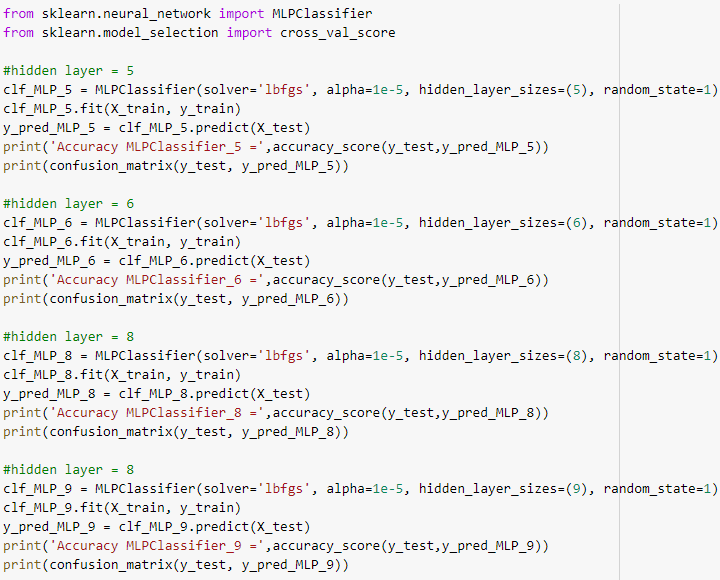 from sklearn.neural_network import MLPClassifier
from sklearn.model_selection import cross_val_score

#hidden layer = 5
clf_MLP_5 = MLPClassifier(solver='lbfgs', alpha=1e-5, hidden_layer_sizes=(5), random_state=1)
clf_MLP_5.fit(X_train, y_train)
y_pred_MLP_5 = clf_MLP_5.predict(X_test)
print('Accuracy MLPClassifier_5 =',accuracy_score(y_test,y_pred_MLP_5))
print(confusion_matrix(y_test, y_pred_MLP_5))

#hidden layer = 6
clf_MLP_6 = MLPClassifier(solver='lbfgs', alpha=1e-5, hidden_layer_sizes=(6), random_state=1)
clf_MLP_6.fit(X_train, y_train)
y_pred_MLP_6 = clf_MLP_6.predict(X_test)
print('Accuracy MLPClassifier_6 =',accuracy_score(y_test,y_pred_MLP_6))
print(confusion_matrix(y_test, y_pred_MLP_6))

#hidden layer = 8
clf_MLP_8 = MLPClassifier(solver='lbfgs', alpha=1e-5, hidden_layer_sizes=(8), random_state=1)
clf_MLP_8.fit(X_train, y_train)
y_pred_MLP_8 = clf_MLP_8.predict(X_test)
print('Accuracy MLPClassifier_8 =',accuracy_score(y_test,y_pred_MLP_8))
print(confusion_matrix(y_test, y_pred_MLP_8))

#hidden layer = 8
clf_MLP_9 = MLPClassifier(solver='lbfgs', alpha=1e-5, hidden_layer_sizes=(9), random_state=1)
clf_MLP_9.fit(X_train, y_train)
y_pred_MLP_9 = clf_MLP_9.predict(X_test)
print('Accuracy MLPClassifier_9 =',accuracy_score(y_test,y_pred_MLP_9))
print(confusion_matrix(y_test, y_pred_MLP_9))